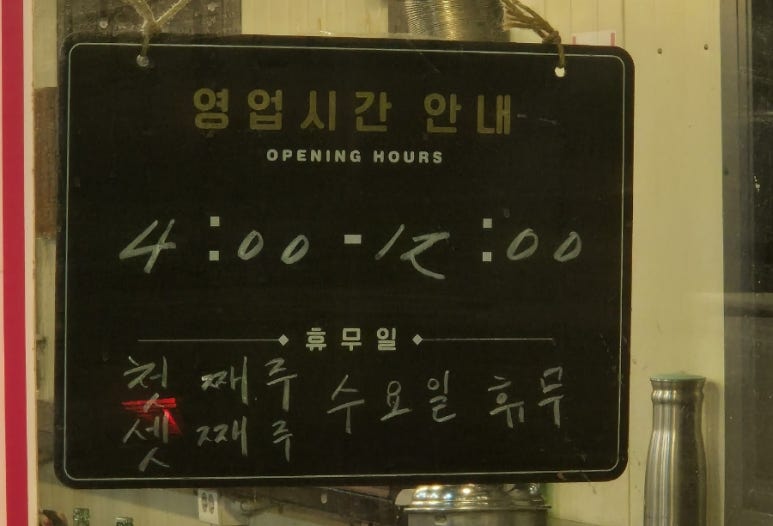 영업시간 안내
OPENING HOURS
4:00-12:00
휴무일
첫째주
셋째주 수요일 휴무